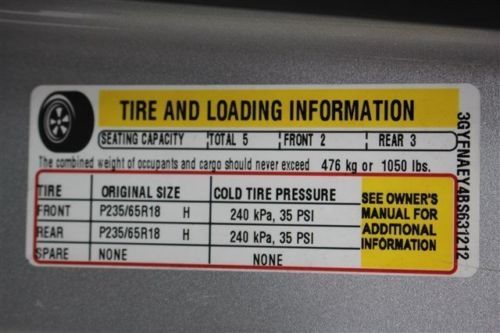 TIRE AND LOADING INFORMATION
SEATING CAPACITY TOTAL 5 FRONT 2 REAR 3
The combined weight of occupants and cargo should never exceed 476 kg or 1050 lbs.
TIRE ORIGINAL SIZE COLD TIRE PRESSURE
FRONT P235/65R18 H 240 kPa, 35 PSI
REAR P235/65R18 H 240 kPa, 35 PSI
SPARE NONE NONE
SEE OWNER'S
MANUAL FOR
ADDITIONAL
INFORMATION
3GYFNAEY4BS631212